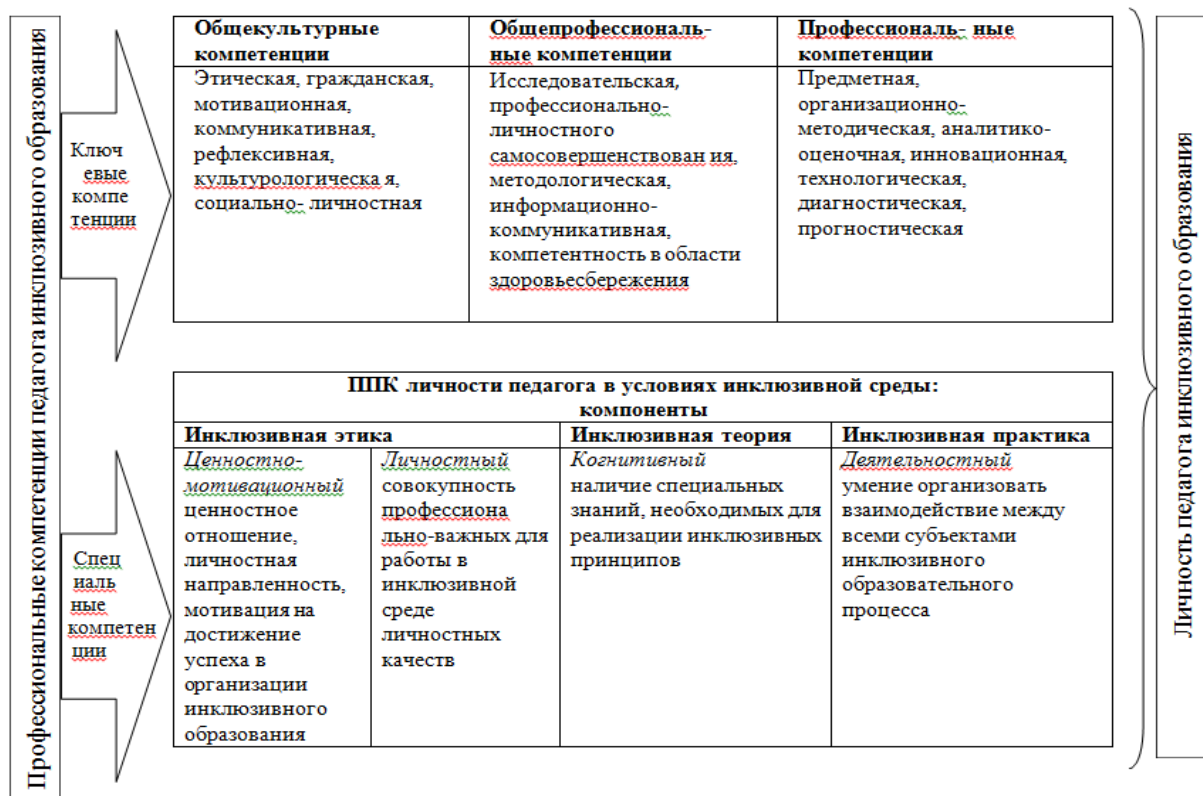 Профессиональные компетенции педагога инклюзивного образования
Ключ
евые
компе
тенции
Общекультурные
компетенции
Этическая, гражданская,
мотивационная,
коммуникативная,
рефлексивная,
культурологическа я,
социально- личностная
Общепрофессиональ-
ные компетенции
Исследовательская,
профессионально-
личностного
самосовершенствован ия,
методологическая,
информационно-
коммуникативная,
компетентность в области
здоровьесбережения
Профессиональ- ные
компетенции
Предметная,
организационно-
методическая, аналитико-
оценочная, инновационная,
технологическая,
диагностическая,
прогностическая
Спец
иаль
ные
компетен
ции
ППК личности педагога в условиях инклюзивной среды:
компоненты
Инклюзивная этика
Ценностно-
мотивационный
ценностное
отношение,
личностная
направленность,
мотивация на
достижение
успеха в
организации
инклюзивного
образования
Личностный
совокупность
профессиона
льно-важных для
работы в
инклюзивной
среде
личностных
качеств
Инклюзивная теория
Когнитивный
наличие специальных
знаний, необходимых для
реализации инклюзивных
принципов
Инклюзивная практика
Деятельностный
умение организовать
взаимодействие между
всеми субъектами
инклюзивного
образовательного
процесса
Личность педагога инклюзивного образования